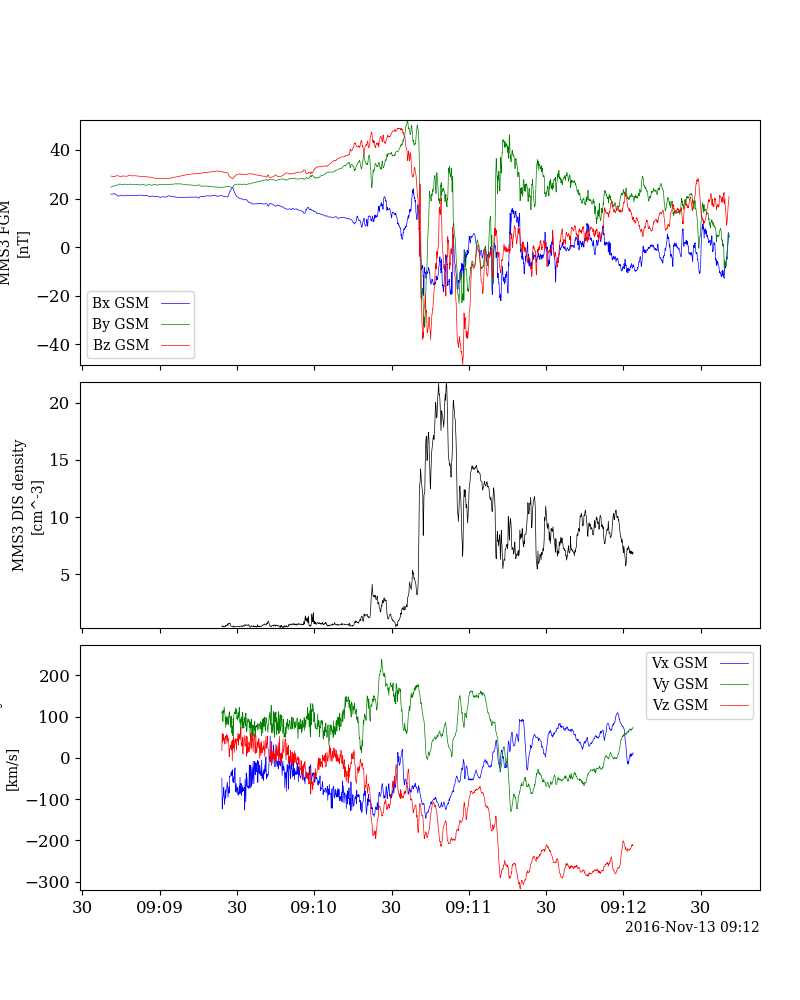 MMS3 FGM
[nT]
40
20
0
−20
−40
Bx GSM
By GSM
Bz GSM
MMS3 DIS density
[cm^-3]
20
15
10
5
[km/s]
200
100
0
−100
−200
−300
Vx GSM
Vy GSM
Vz GSM
30 09:09 30 09:10 30 09:11 30 09:12 30
2016-Nov-13 09:12